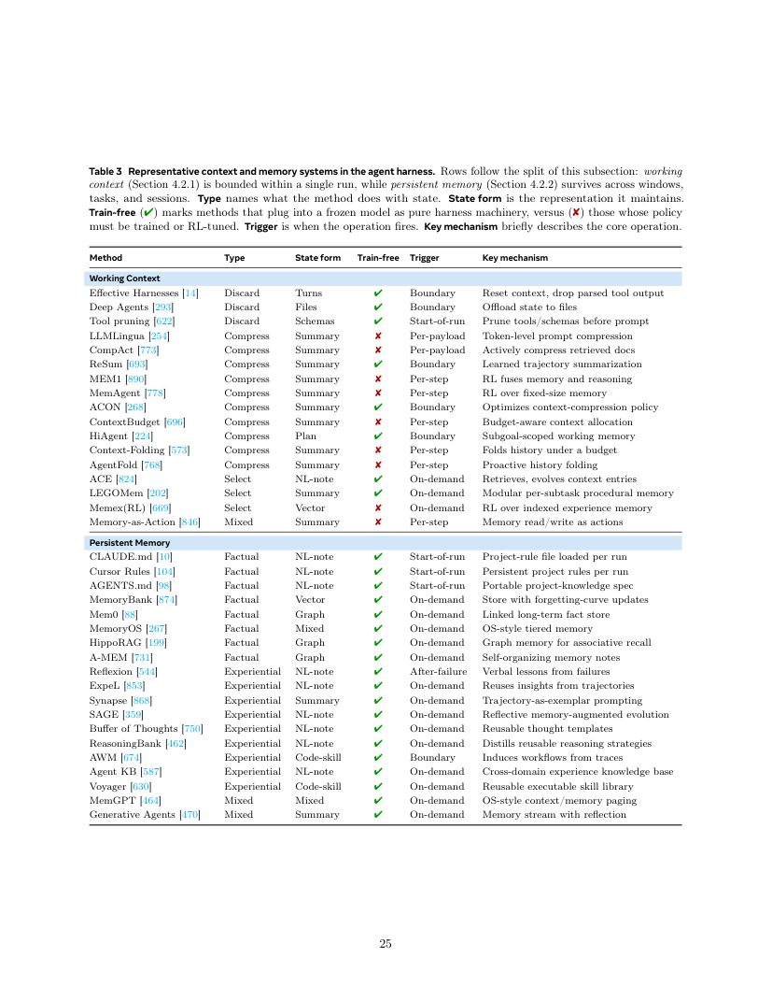 Table 3 Representative context and memory systems in the agent harness. Rows follow the split of this subsection: working
context (Section 4.2.1) is bounded within a single run, while persistent memory (Section 4.2.2) survives across windows,
tasks, and sessions. Type names what the method does with state. State form is the representation it maintains.
Train-free (✔) marks methods that plug into a frozen model as pure harness machinery, versus (✘) those whose policy
must be trained or RL-tuned. Trigger is when the operation fires. Key mechanism briefly describes the core operation.
Method Type State form Train-free Trigger Key mechanism
Working Context
Effective Harnesses [14] Discard Turns ✔ Boundary Reset context, drop parsed tool output
Deep Agents [293] Discard Files ✔ Boundary Offload state to files
Tool pruning [622] Discard Schemas ✔ Start-of-run Prune tools/schemas before prompt
LLMLingua [254] Compress Summary ✘ Per-payload Token-level prompt compression
CompAct [773] Compress Summary ✘ Per-payload Actively compress retrieved docs
ReSum [693] Compress Summary ✔ Boundary Learned trajectory summarization
MEM1 [890] Compress Summary ✘ Per-step RL fuses memory and reasoning
MemAgent [778] Compress Summary ✘ Per-step RL over fixed-size memory
ACON [268] Compress Summary ✔ Boundary Optimizes context-compression policy
ContextBudget [696] Compress Summary ✘ Per-step Budget-aware context allocation
HiAgent [224] Compress Plan ✔ Boundary Subgoal-scoped working memory
Context-Folding [573] Compress Summary ✘ Per-step Folds history under a budget
AgentFold [768] Compress Summary ✘ Per-step Proactive history folding
ACE [824] Select NL-note ✔ On-demand Retrieves, evolves context entries
LEGOMem [202] Select Summary ✔ On-demand Modular per-subtask procedural memory
Memex(RL) [669] Select Vector ✘ On-demand RL over indexed experience memory
Memory-as-Action [846] Mixed Summary ✘ Per-step Memory read/write as actions
Persistent Memory
CLAUDE.md [10] Factual NL-note ✔ Start-of-run Project-rule file loaded per run
Cursor Rules [104] Factual NL-note ✔ Start-of-run Persistent project rules per run
AGENTS.md [98] Factual NL-note ✔ Start-of-run Portable project-knowledge spec
MemoryBank [874] Factual Vector ✔ On-demand Store with forgetting-curve updates
Mem0 [88] Factual Graph ✔ On-demand Linked long-term fact store
MemoryOS [267] Factual Mixed ✔ On-demand OS-style tiered memory
HippoRAG [199] Factual Graph ✔ On-demand Graph memory for associative recall
A-MEM [731] Factual Graph ✔ On-demand Self-organizing memory notes
Reflexion [544] Experiential NL-note ✔ After-failure Verbal lessons from failures
ExpeL [853] Experiential NL-note ✔ On-demand Reuses insights from trajectories
Synapse [868] Experiential Summary ✔ On-demand Trajectory-as-exemplar prompting
SAGE [359] Experiential NL-note ✔ On-demand Reflective memory-augmented evolution
Buffer of Thoughts [750] Experiential NL-note ✔ On-demand Reusable thought templates
ReasoningBank [462] Experiential NL-note ✔ On-demand Distills reusable reasoning strategies
AWM [674] Experiential Code-skill ✔ Boundary Induces workflows from traces
Agent KB [587] Experiential NL-note ✔ On-demand Cross-domain experience knowledge base
Voyager [630] Experiential Code-skill ✔ On-demand Reusable executable skill library
MemGPT [464] Mixed Mixed ✔ On-demand OS-style context/memory paging
Generative Agents [470] Mixed Summary ✔ On-demand Memory stream with reflection
25